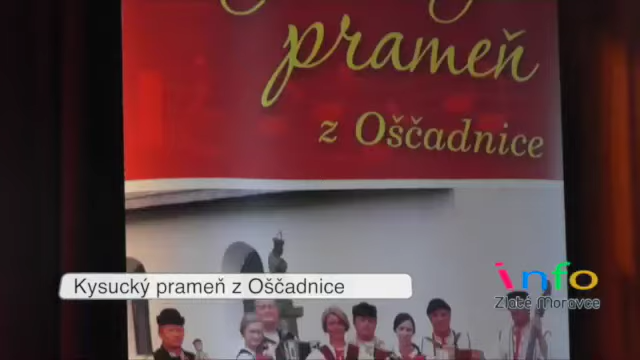 prameň
z Oščadnice
Kysucký prameň z Oščadnice
info
Zlaté Moravce